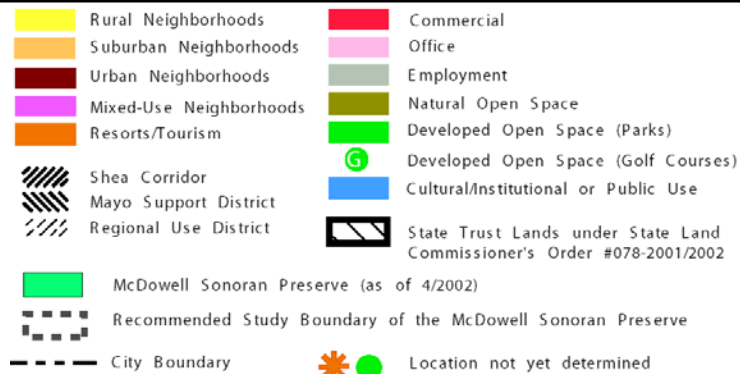 Rural Neighborhoods
Suburban Neighborhoods
Urban Neighborhoods
Mixed-Use Neighborhoods
Resorts/Tourism
Shea Corridor
Mayo Support District
Regional Use District
Commercial
Office
Employment
Natural Open Space
Developed Open Space (Parks)
G Developed Open Space (Golf Courses)
Cultural/Institutional or Public Use
State Trust Lands under State Land
Commissioner's Order #078-2001/2002
McDowell Sonoran Preserve (as of 4/2002)
Recommended Study Boundary of the McDowell Sonoran Preserve
City Boundary
Location not yet determined